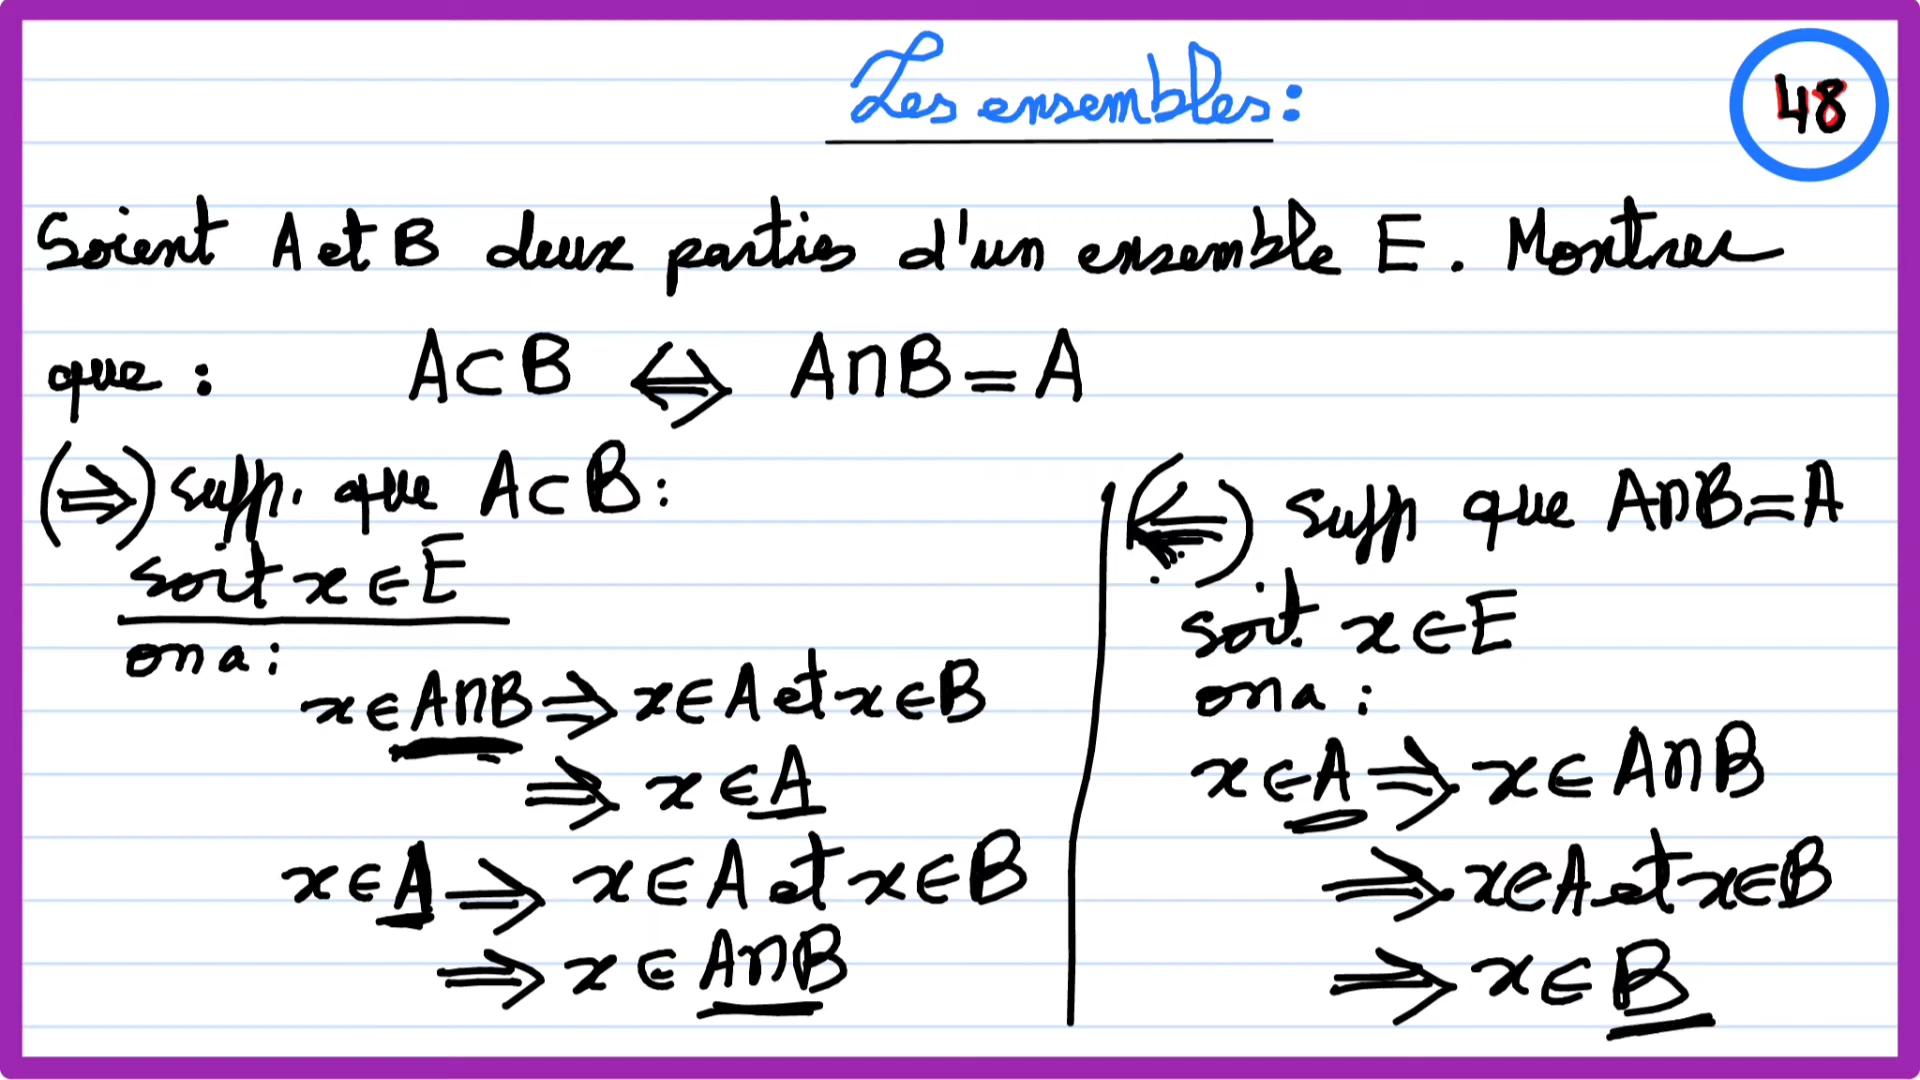 Les ensembles :
48
Soient A et B deux parties d'un ensemble E. Montrer
que : A⊂B ⟺ A∩B = A
(⇒) supp. que A⊂B :
soit x ∈ E
on a :
x ∈ A∩B ⇒ x∈A et x∈B
⇒ x ∈ A
x ∈ A ⇒ x∈A et x∈B
⇒ x ∈ A∩B
(⇐) supp que A∩B = A
soit x ∈ E
on a :
x ∈ A ⇒ x ∈ A∩B
⇒ x∈A et x∈B
⇒ x ∈ B